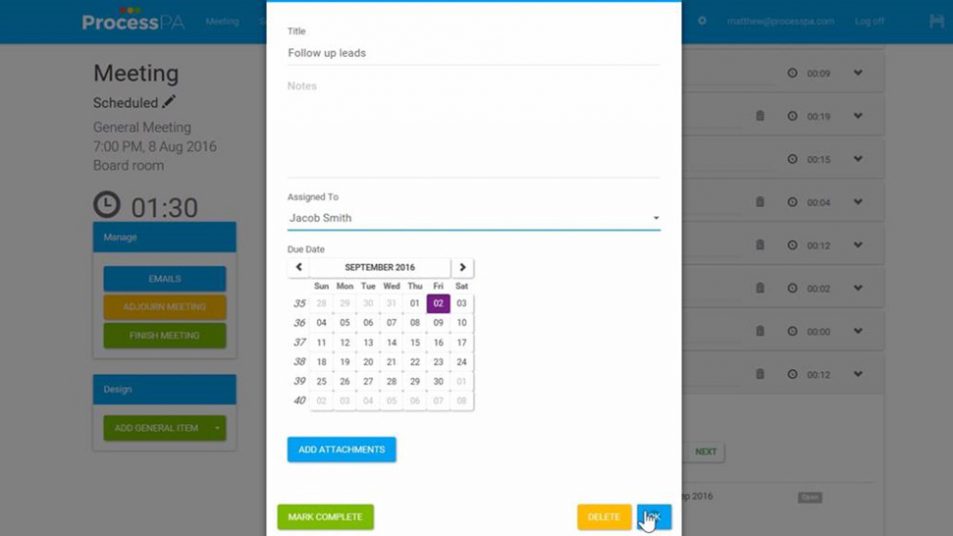 ProcessPA
Meeting
matthew@processpa.com
Log off
Meeting
Scheduled
General Meeting
7:00 PM, 8 Aug 2016
Board room
01:30
Manage
EMAILS
ADJOURN MEETING
FINISH MEETING
Design
ADD GENERAL ITEM
Title
Follow up leads
Notes
Assigned To
Jacob Smith
Due Date
SEPTEMBER 2016
Sun Mon Tue Wed Thu Fri Sat
35 28 29 30 31 01 02 03
36 04 05 06 07 08 09 10
37 11 12 13 14 15 16 17
38 18 19 20 21 22 23 24
39 25 26 27 28 29 30 01
40 02 03 04 05 06 07 08
ADD ATTACHMENTS
MARK COMPLETE
DELETE
00:09
00:19
00:15
00:04
00:12
00:02
00:00
00:12
NEXT
2016
Open